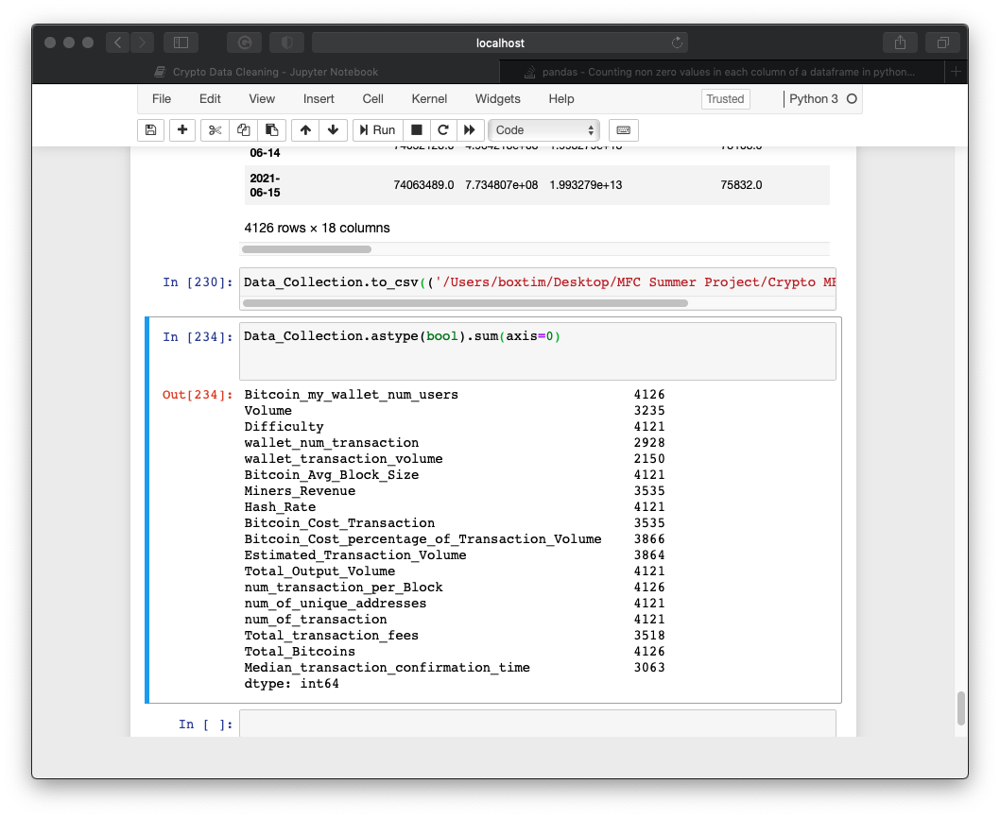 localhost
Crypto Data Cleaning - Jupyter Notebook
pandas - Counting non zero values in each column of a dataframe in python...
File Edit View Insert Cell Kernel Widgets Help Trusted Python 3
Run Code
06-14
2021-
06-15 74063489.0 7.734807e+08 1.993279e+13 75832.0
4126 rows × 18 columns
In [230]: Data_Collection.to_csv(('/Users/boxtim/Desktop/MFC Summer Project/Crypto
In [234]: Data_Collection.astype(bool).sum(axis=0)
Out[234]: Bitcoin_my_wallet_num_users 4126
Volume 3235
Difficulty 4121
wallet_num_transaction 2928
wallet_transaction_volume 2150
Bitcoin_Avg_Block_Size 4121
Miners_Revenue 3535
Hash_Rate 4121
Bitcoin_Cost_Transaction 3535
Bitcoin_Cost_percentage_of_Transaction_Volume 3866
Estimated_Transaction_Volume 3864
Total_Output_Volume 4121
num_transaction_per_Block 4126
num_of_unique_addresses 4121
num_of_transaction 4121
Total_transaction_fees 3518
Total_Bitcoins 4126
Median_transaction_confirmation_time 3063
dtype: int64
In [ ]: